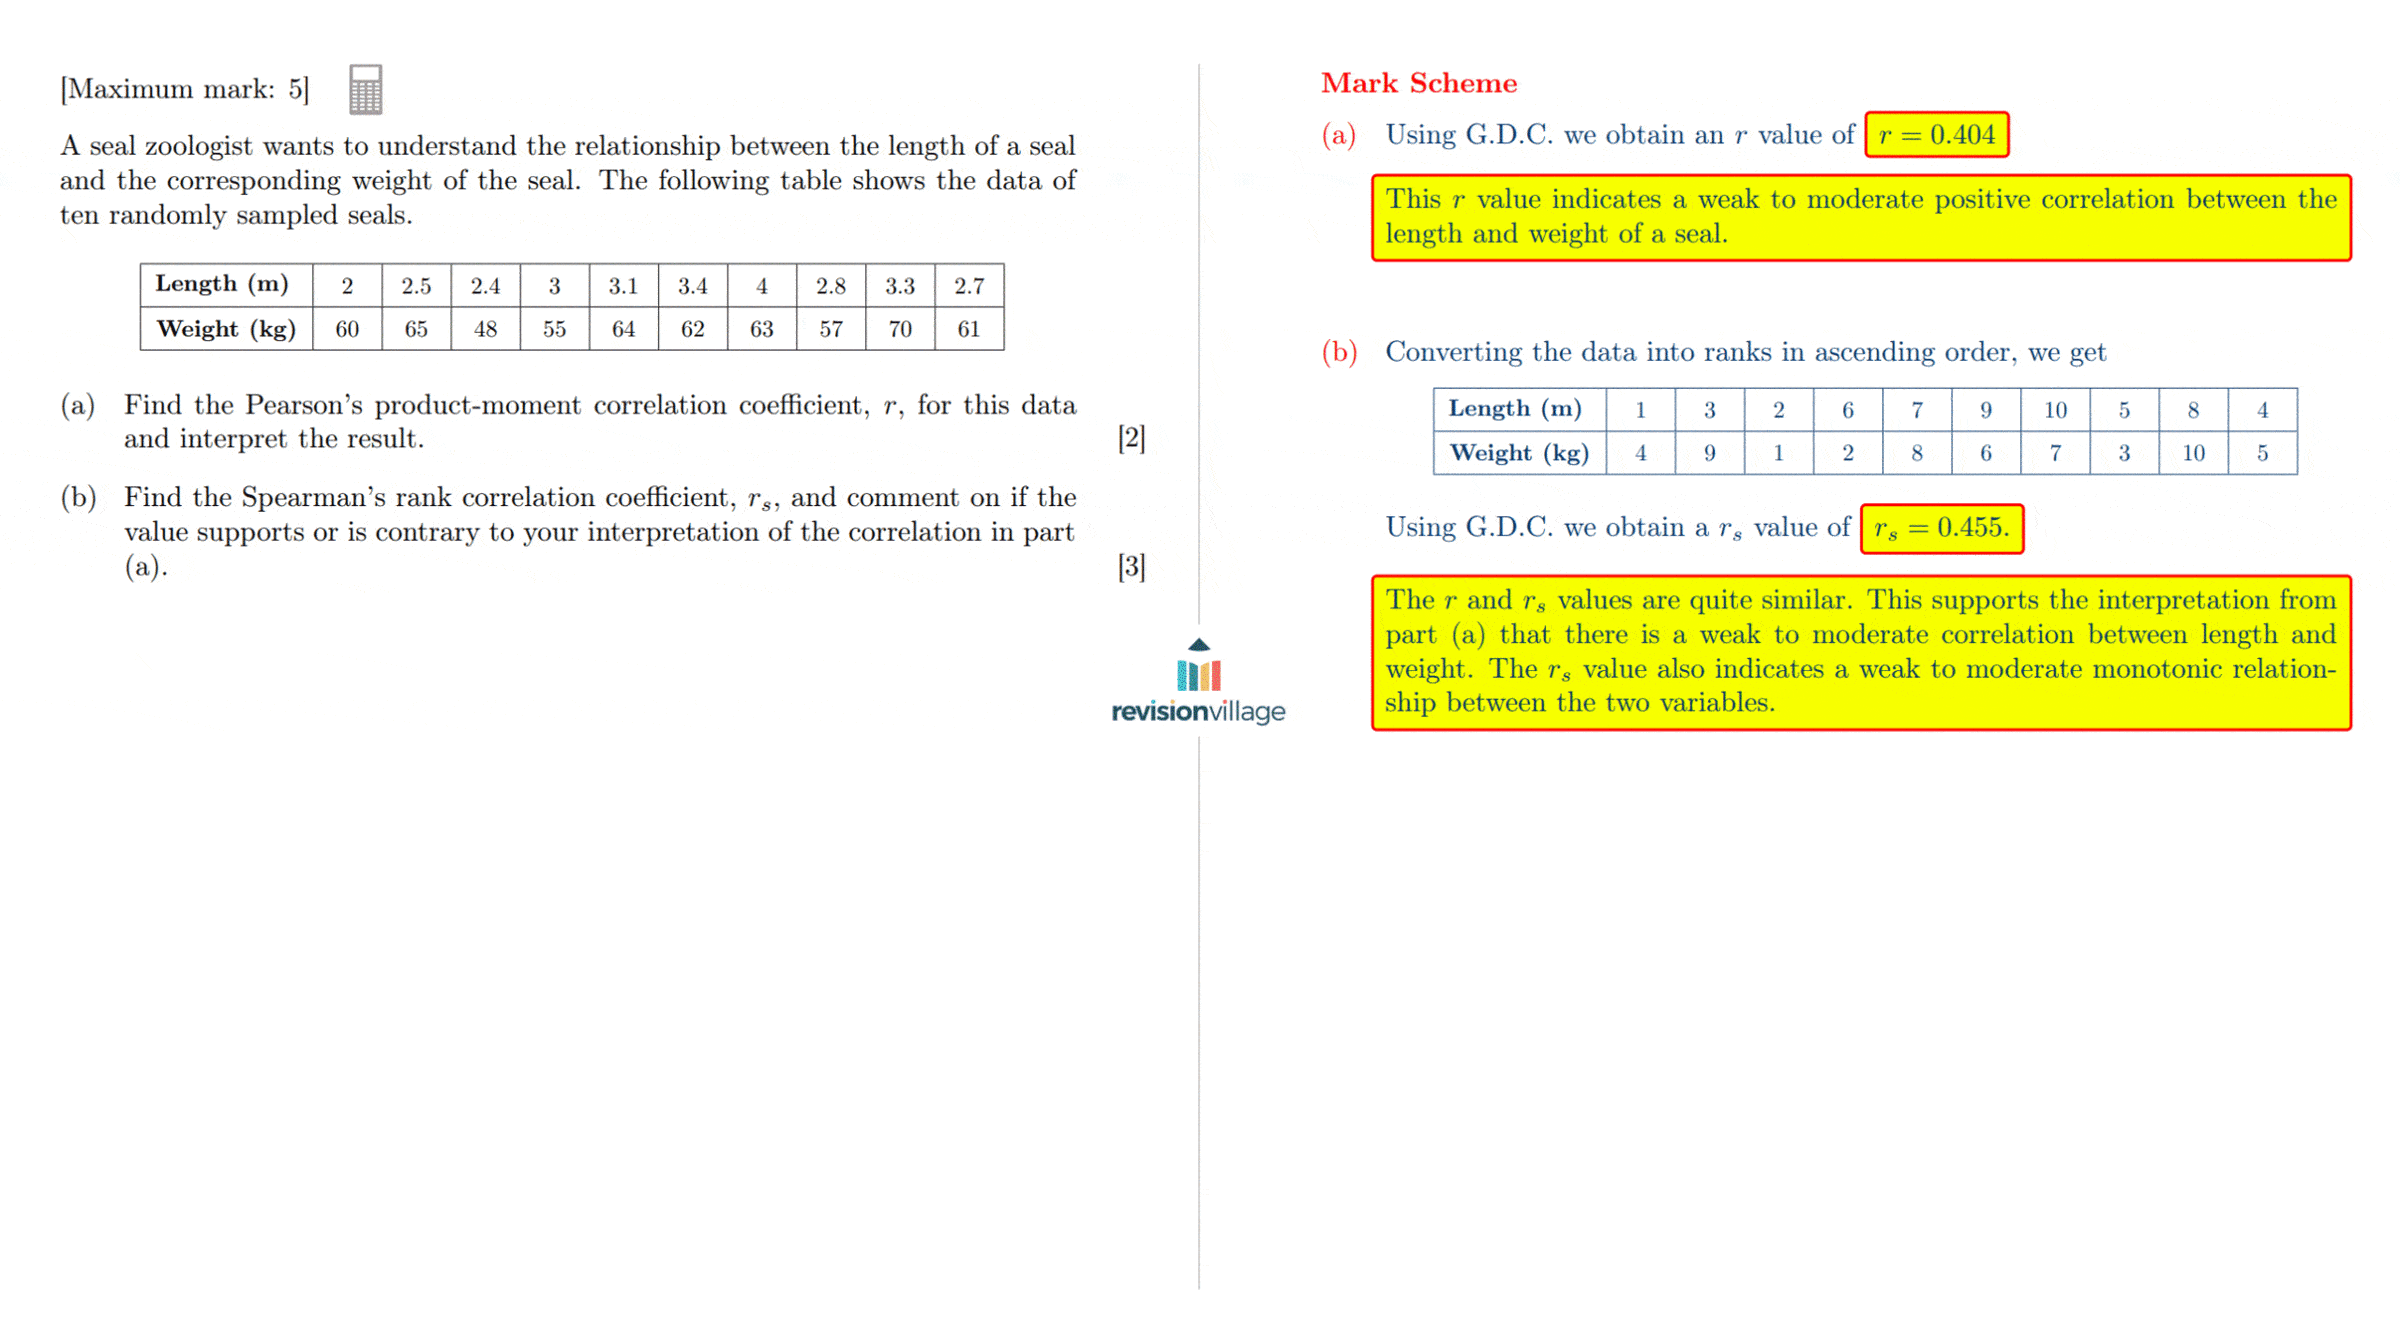 [Maximum mark: 5]
A seal zoologist wants to understand the relationship between the length of a seal
and the corresponding weight of the seal. The following table shows the data of
ten randomly sampled seals.
Length (m) 2 2.5 2.4 3 3.1 3.4 4 2.8 3.3 2.7
Weight (kg) 60 65 48 55 64 62 63 57 70 61
(a) Find the Pearson's product-moment correlation coefficient, r, for this data
and interpret the result. [2]
(b) Find the Spearman's rank correlation coefficient, rₛ, and comment on if the
value supports or is contrary to your interpretation of the correlation in part
(a). [3]
revisionvillage
Mark Scheme
(a) Using G.D.C. we obtain an r value of r = 0.404
This r value indicates a weak to moderate positive correlation between the
length and weight of a seal.
(b) Converting the data into ranks in ascending order, we get
Length (m) 1 3 2 6 7 9 10 5 8 4
Weight (kg) 4 9 1 2 8 6 7 3 10 5
Using G.D.C. we obtain a rₛ value of rₛ = 0.455.
The r and rₛ values are quite similar. This supports the interpretation from
part (a) that there is a weak to moderate correlation between length and
weight. The rₛ value also indicates a weak to moderate monotonic relation-
ship between the two variables.